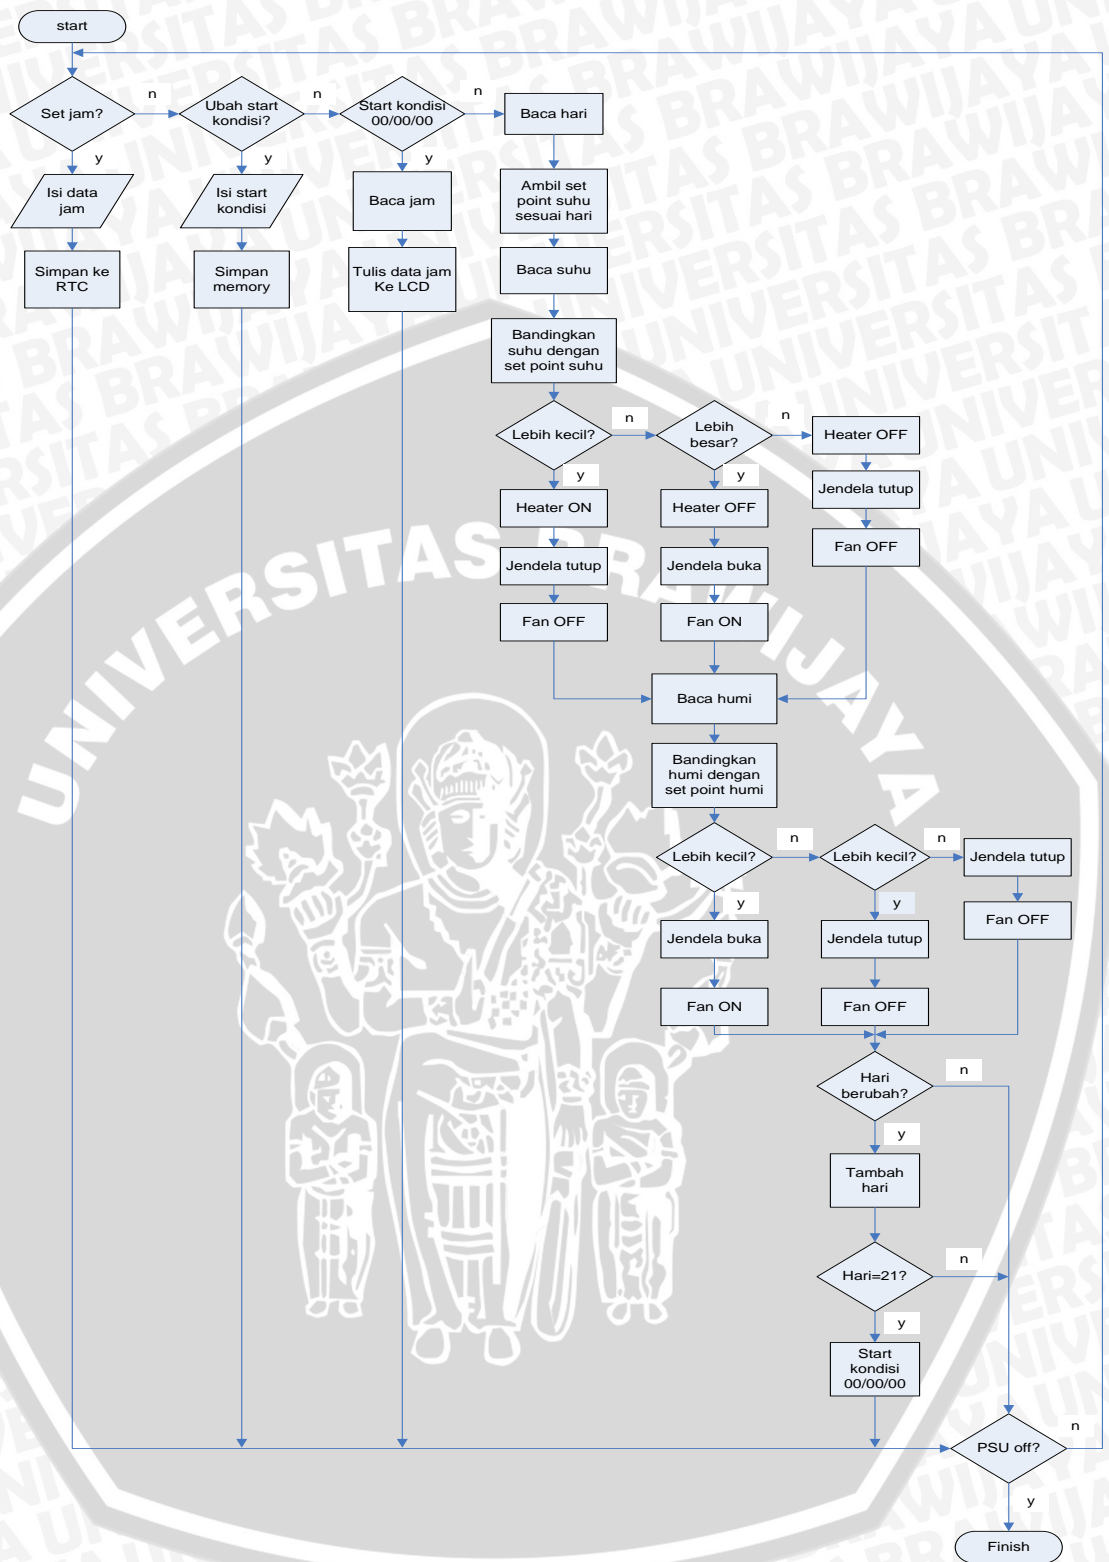 start
Set jam?
n
Ubah start
kondisi?
n
Start kondisi
00/00/00
n
Baca hari
y
y
y
Isi data
jam
Isi start
kondisi
Baca jam
Ambil set
point suhu
sesuai hari
Simpan ke
RTC
Simpan
memory
Tulis data jam
Ke LCD
Baca suhu
Bandingkan
suhu dengan
set point suhu
Lebih kecil?
n
Lebih
besar?
n
Heater OFF
y
y
Jendela tutup
Heater ON
Heater OFF
Fan OFF
Jendela tutup
Jendela buka
Fan OFF
Fan ON
UNIVERSITAS BRAWIJAYA
Baca humi
Bandingkan
humi dengan
set point humi
Lebih kecil?
n
Lebih kecil?
n
Jendela tutup
y
y
Fan OFF
Jendela buka
Jendela tutup
Fan ON
Fan OFF
Hari
berubah?
n
y
Tambah
hari
Hari=21?
n
y
Start
kondisi
00/00/00
PSU off?
n
y
Finish